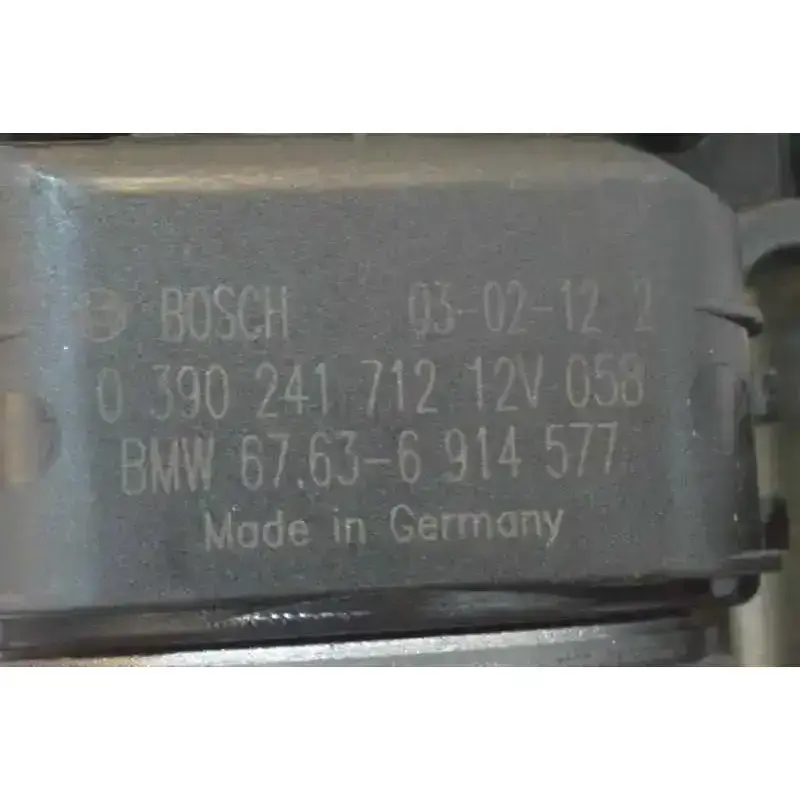 BOSCH 03-02-12 2
0 390 241 712 12V 058
BMW 67.63-6 914 577
Made in Germany